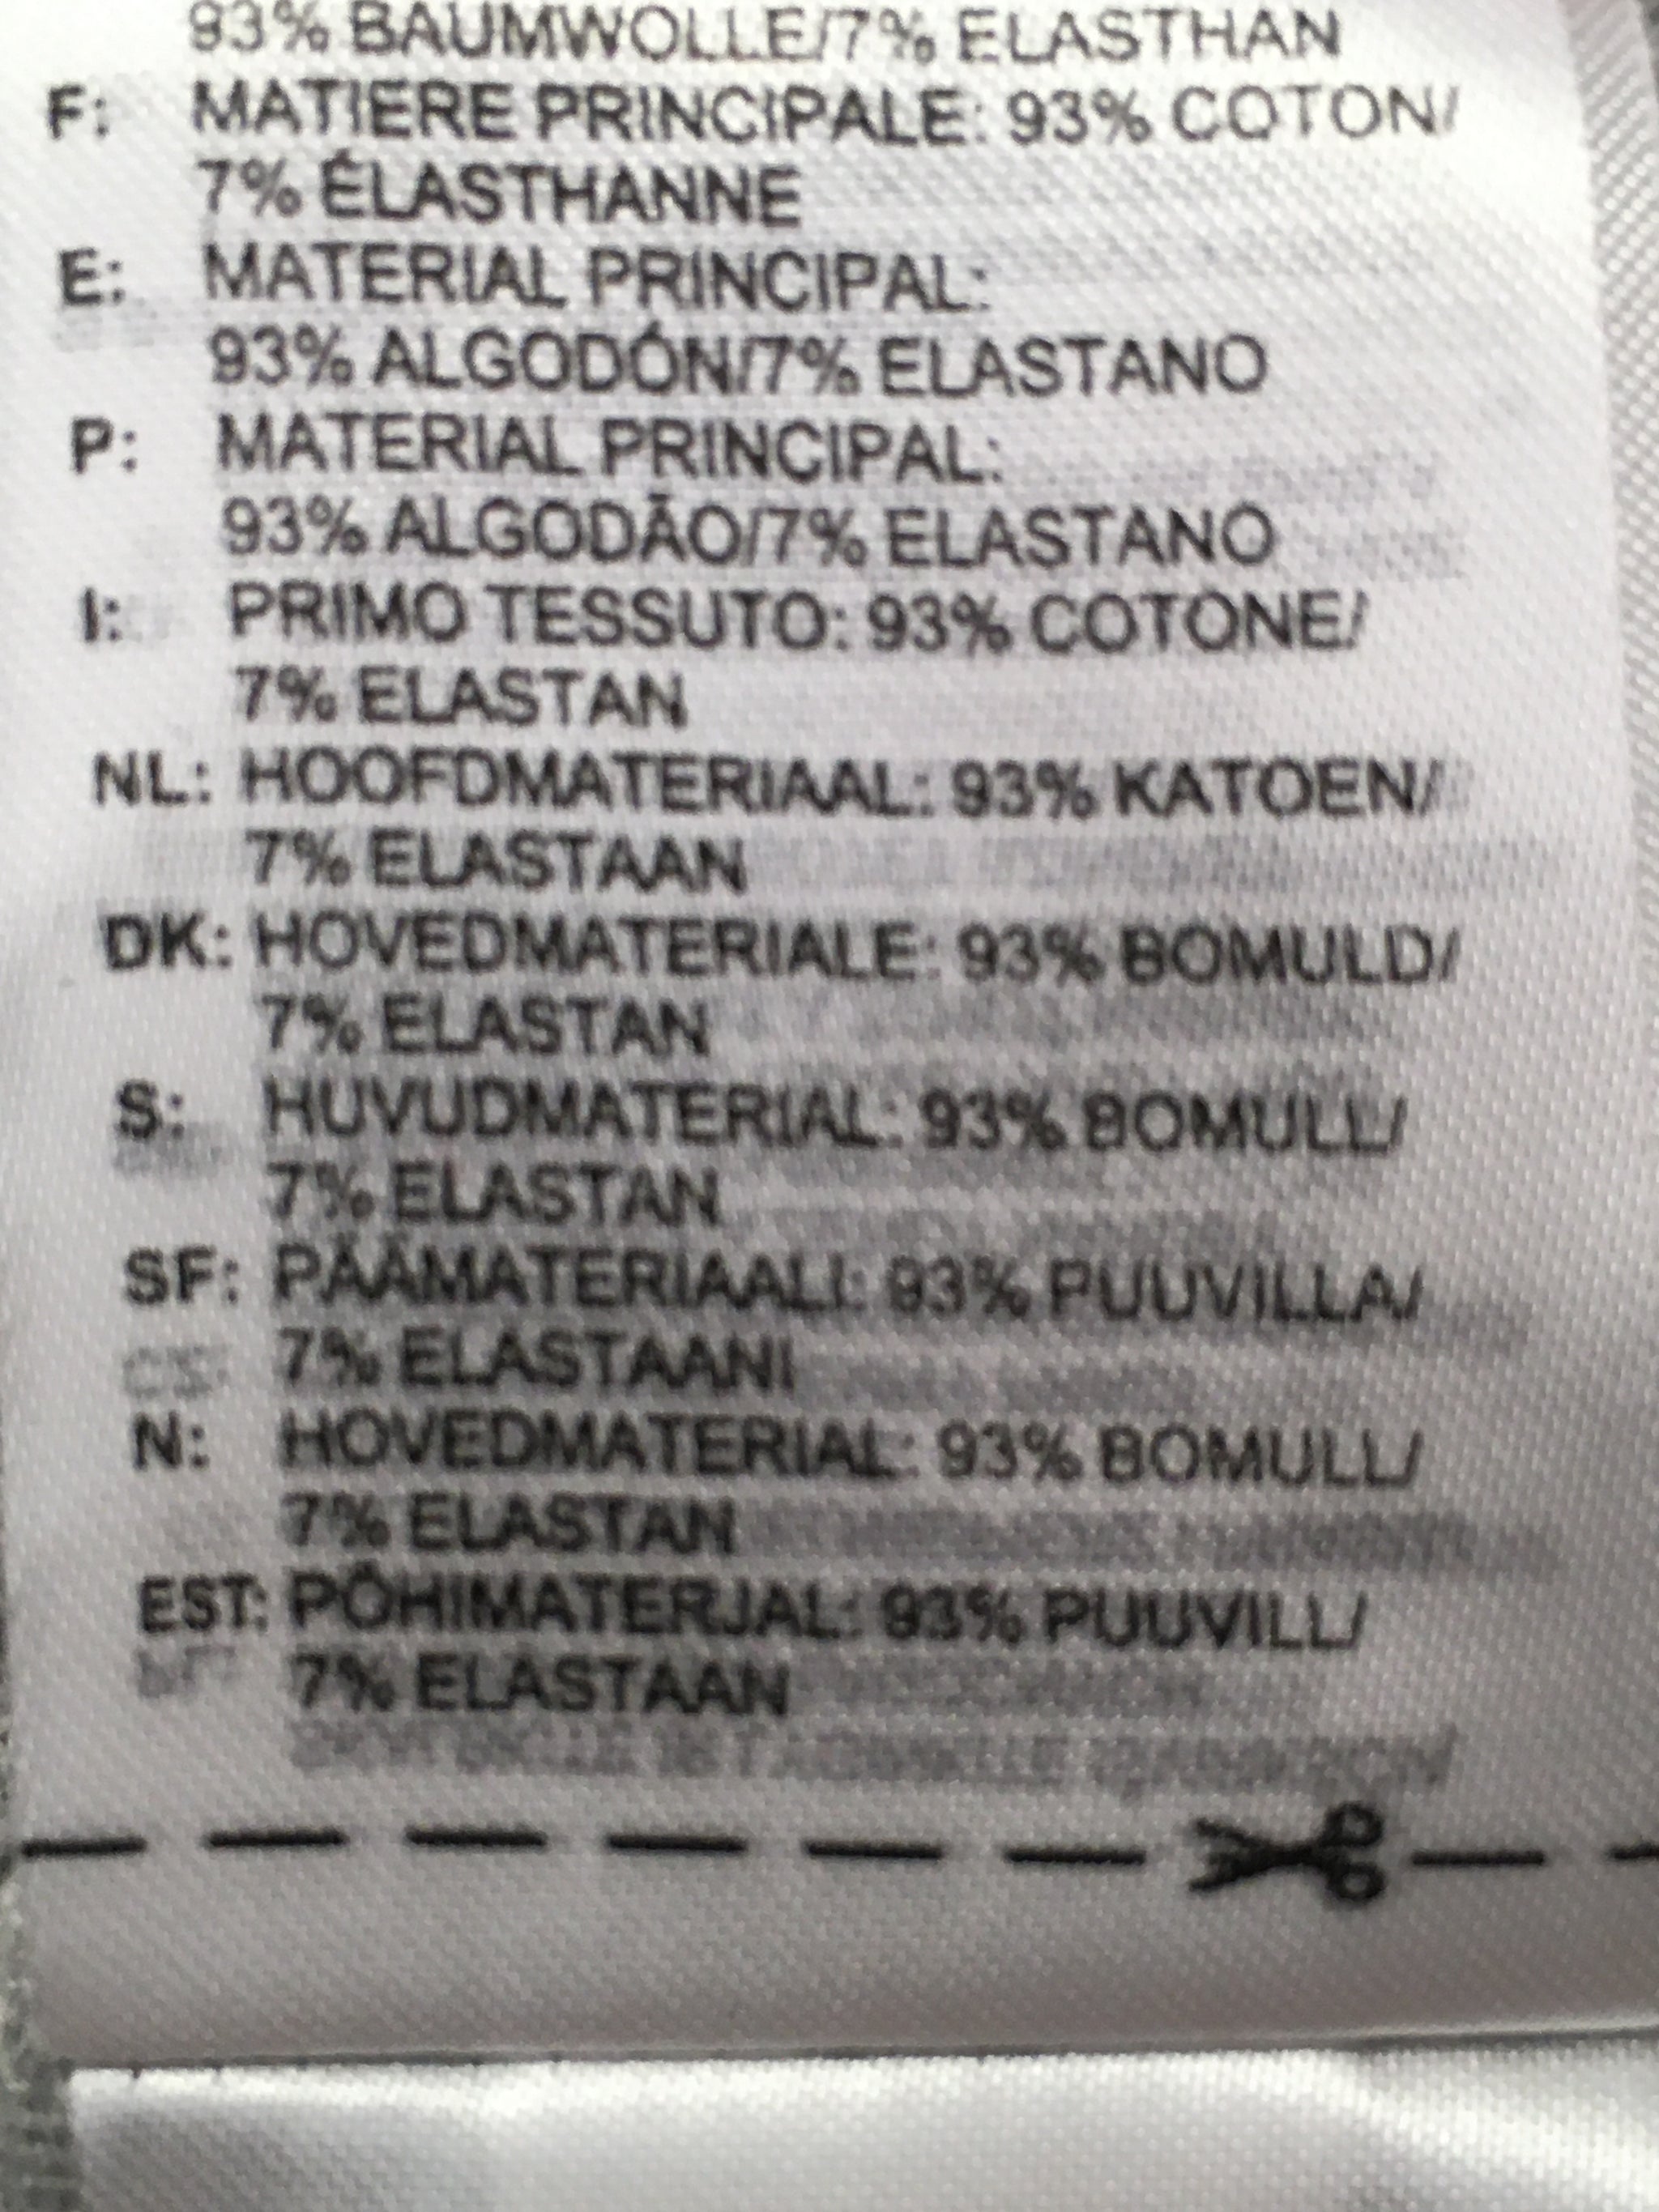 93% BAUMWOLLE/7% ELASTHAN
F: MATIERE PRINCIPALE: 93% COTON/
7% ÉLASTHANNE
E: MATERIAL PRINCIPAL:
93% ALGODÓN/7% ELASTANO
P: MATERIAL PRINCIPAL:
93% ALGODÃO/7% ELASTANO
I: PRIMO TESSUTO: 93% COTONE/
7% ELASTAN
NL: HOOFDMATERIAAL: 93% KATOEN/
7% ELASTAAN
DK: HOVEDMATERIALE: 93% BOMULD/
7% ELASTAN
S: HUVUDMATERIAL: 93% BOMULL/
7% ELASTAN
SF: PÄÄMATERIAALI: 93% PUUVILLA/
7% ELASTAANI
N: HOVEDMATERIAL: 93% BOMULL/
7% ELASTAN
EST: PÕHIMATERJAL: 93% PUUVILL/
7% ELASTAAN